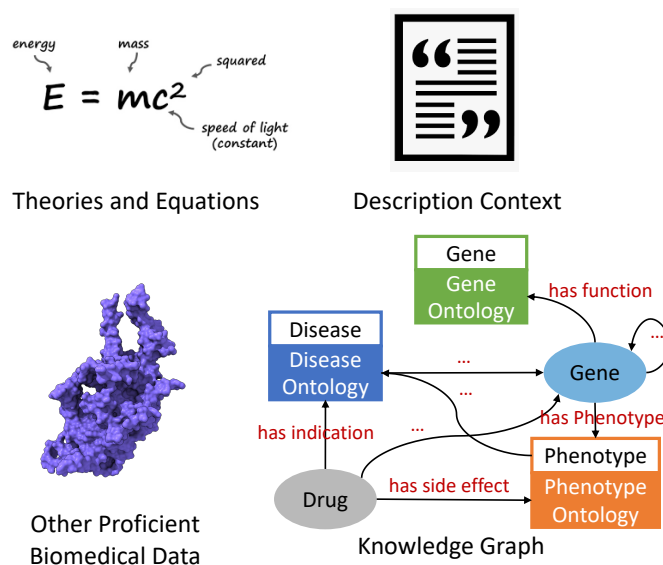 energy
mass
squared
E = mc²
speed of light
(constant)
Theories and Equations
Description Context
Gene
Gene
Ontology
has function
Disease
Disease
Ontology
...
...
...
Gene
has indication
...
has Phenotype
Phenotype
Phenotype
Ontology
Drug
has side effect
Other Proficient
Biomedical Data
Knowledge Graph